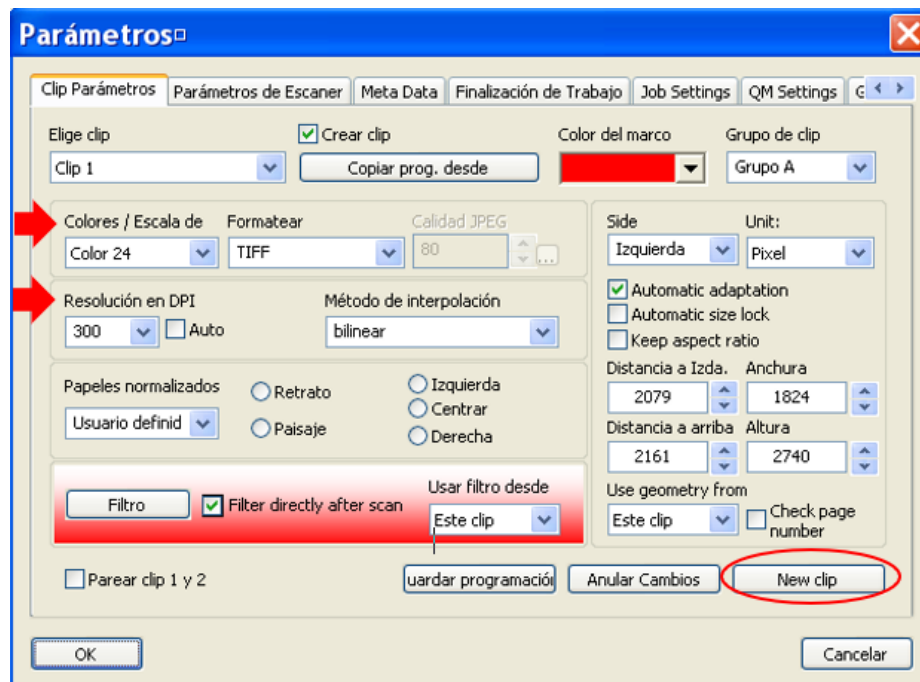 Parámetros
Clip Parámetros Parámetros de Escaner Meta Data Finalización de Trabajo Job Settings QM Settings G
Elige clip Crear clip Color del marco Grupo de clip
Clip 1 Copiar prog. desde Grupo A
Colores / Escala de Formatear Calidad JPEG Side Unit:
Color 24 TIFF 80 ... Izquierda Pixel
Automatic adaptation
Resolución en DPI Método de interpolación Automatic size lock
300 Auto bilinear Keep aspect ratio
Distancia a Izda. Anchura
Papeles normalizados Retrato Izquierda 2079 1824
Usuario definid Paisaje Centrar Distancia a arriba Altura
Derecha 2161 2740
Usar filtro desde Use geometry from
Filtro Filter directly after scan Este clip Este clip Check page number
Parear clip 1 y 2 uardar programación Anular Cambios New clip
OK Cancelar